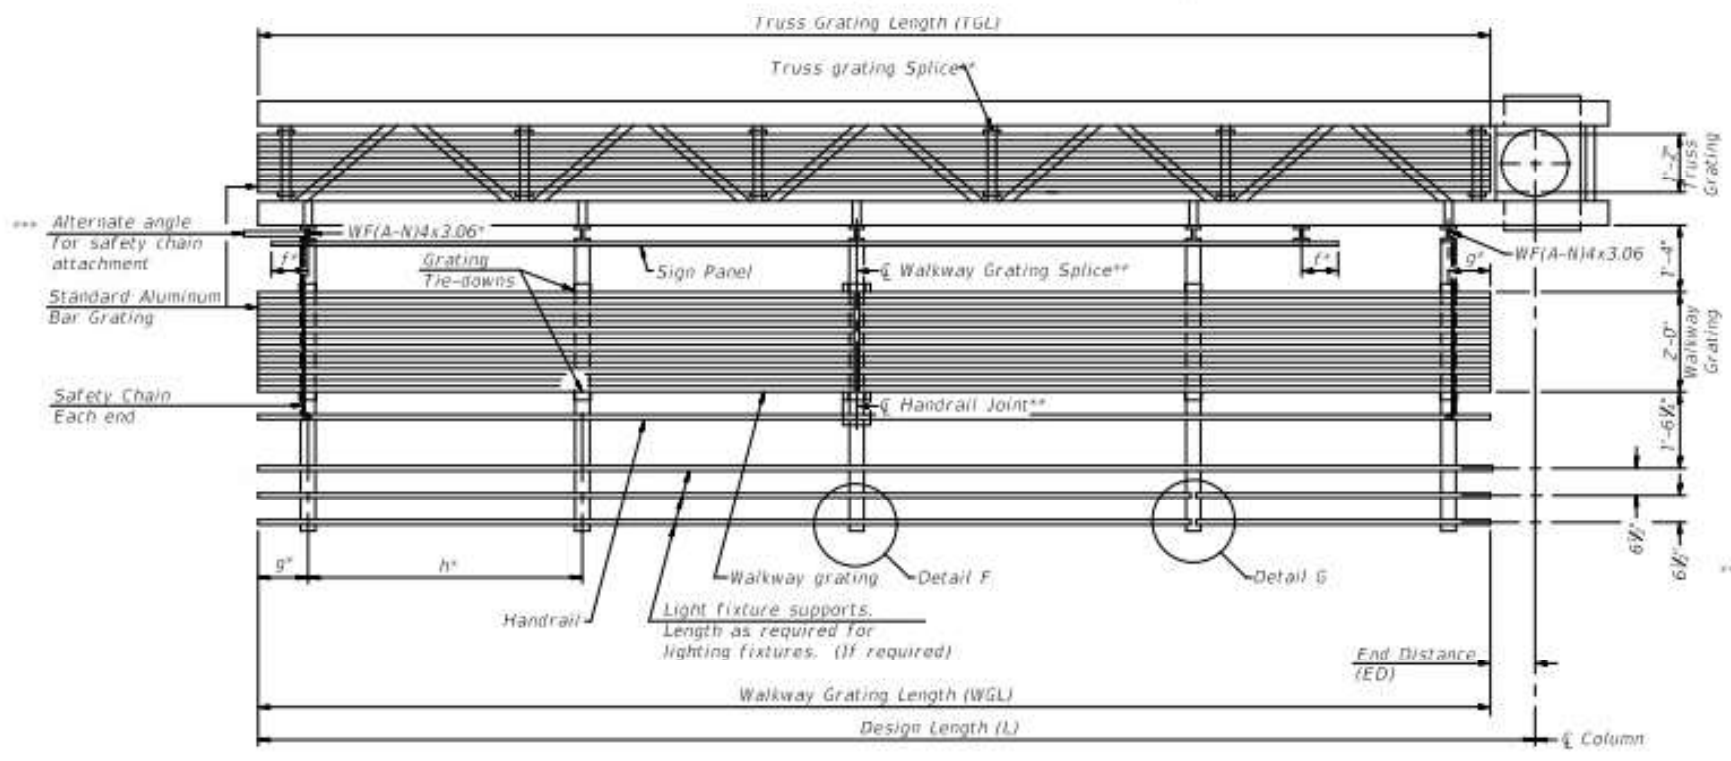 Truss Grating Length (TGL)
Truss grating Splice**
1'-2"
Truss
Grating
*** Alternate angle
for safety chain
attachment
WF(A-N)4x3.06*
f*
Grating
Tie-downs
Sign Panel
℄ Walkway Grating Splice**
f*
g*
WF(A-N)4x3.06
1'-4"
Standard Aluminum
Bar Grating
2'-0"
Walkway
Grating
Safety Chain
Each end
℄ Handrail Joint**
1'-6½"
6½"
6½"
g*
h*
Walkway grating
Detail F
Detail G
Handrail
Light fixture supports.
Length as required for
lighting fixtures. (If required)
End Distance
(ED)
Walkway Grating Length (WGL)
Design Length (L)
℄ Column